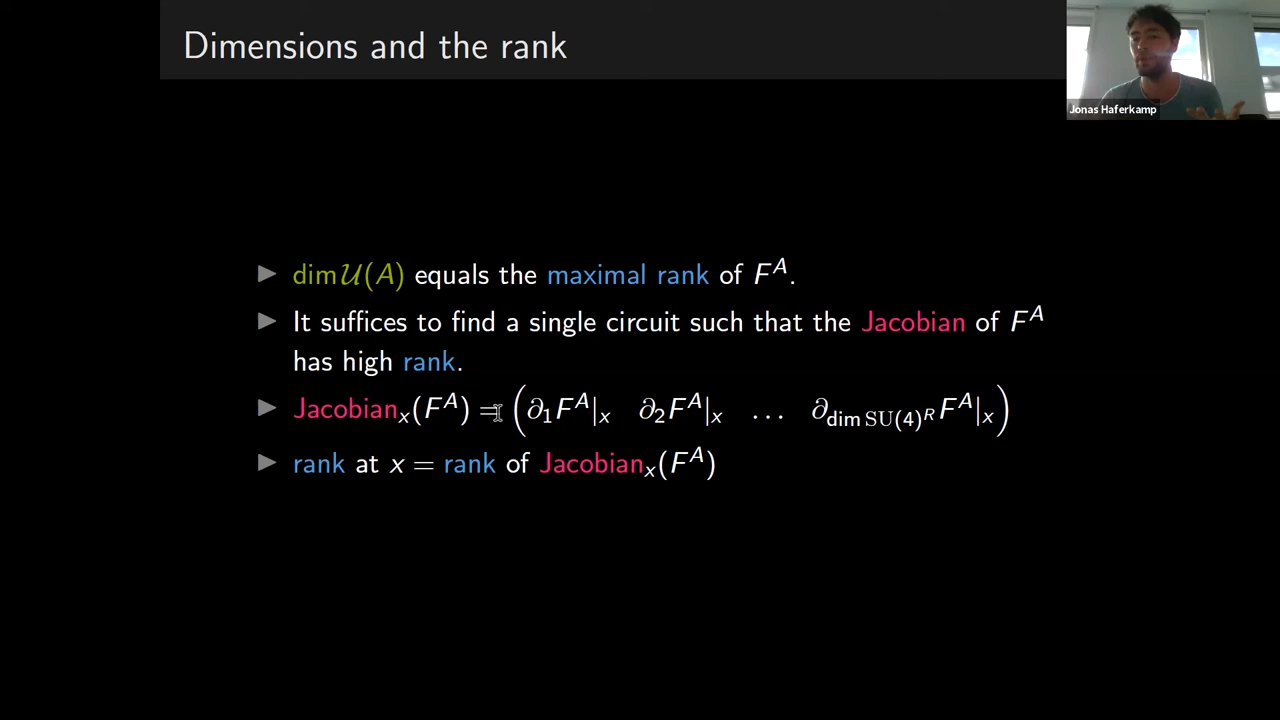 Dimensions and the rank
Jonas Haferkamp
▶ dim 𝒰(A) equals the maximal rank of F^A.
▶ It suffices to find a single circuit such that the Jacobian of F^A
has high rank.
▶ Jacobian_x(F^A) = (∂_1F^A|_x ∂_2F^A|_x … ∂_{dim SU(4)^R}F^A|_x)
▶ rank at x = rank of Jacobian_x(F^A)